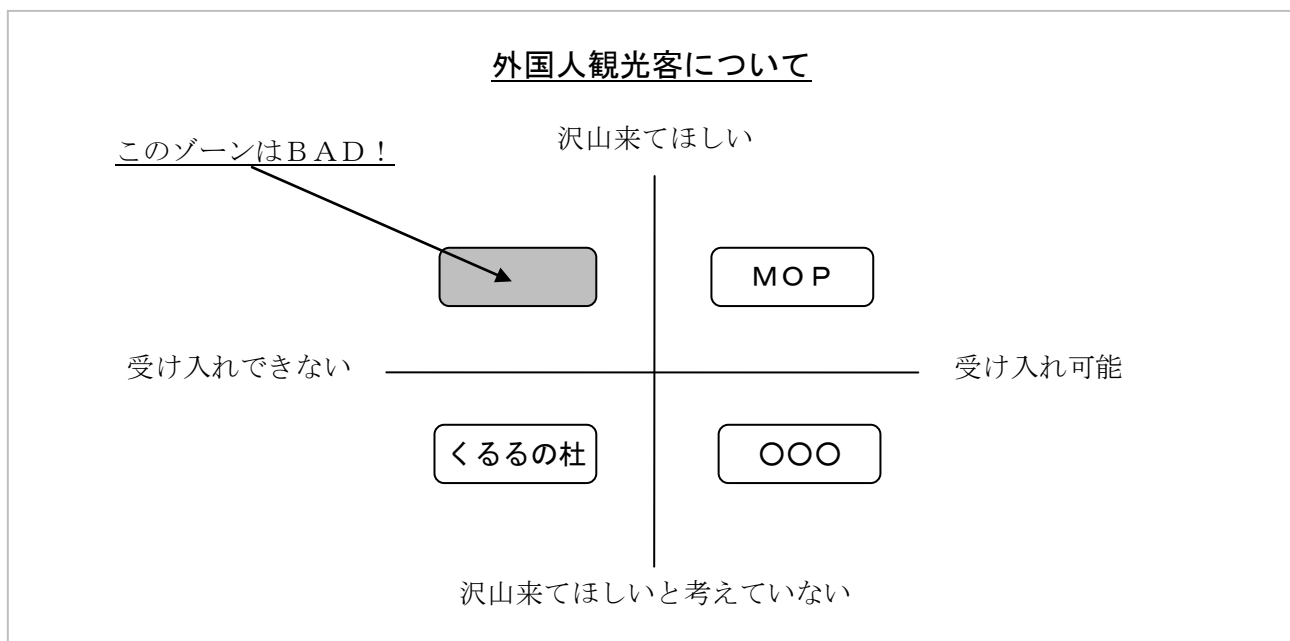 外国人観光客について
沢山来てほしい
このゾーンはＢＡＤ！
ＭＯＰ
受け入れできない
受け入れ可能
くるるの杜
○○○
沢山来てほしいと考えていない